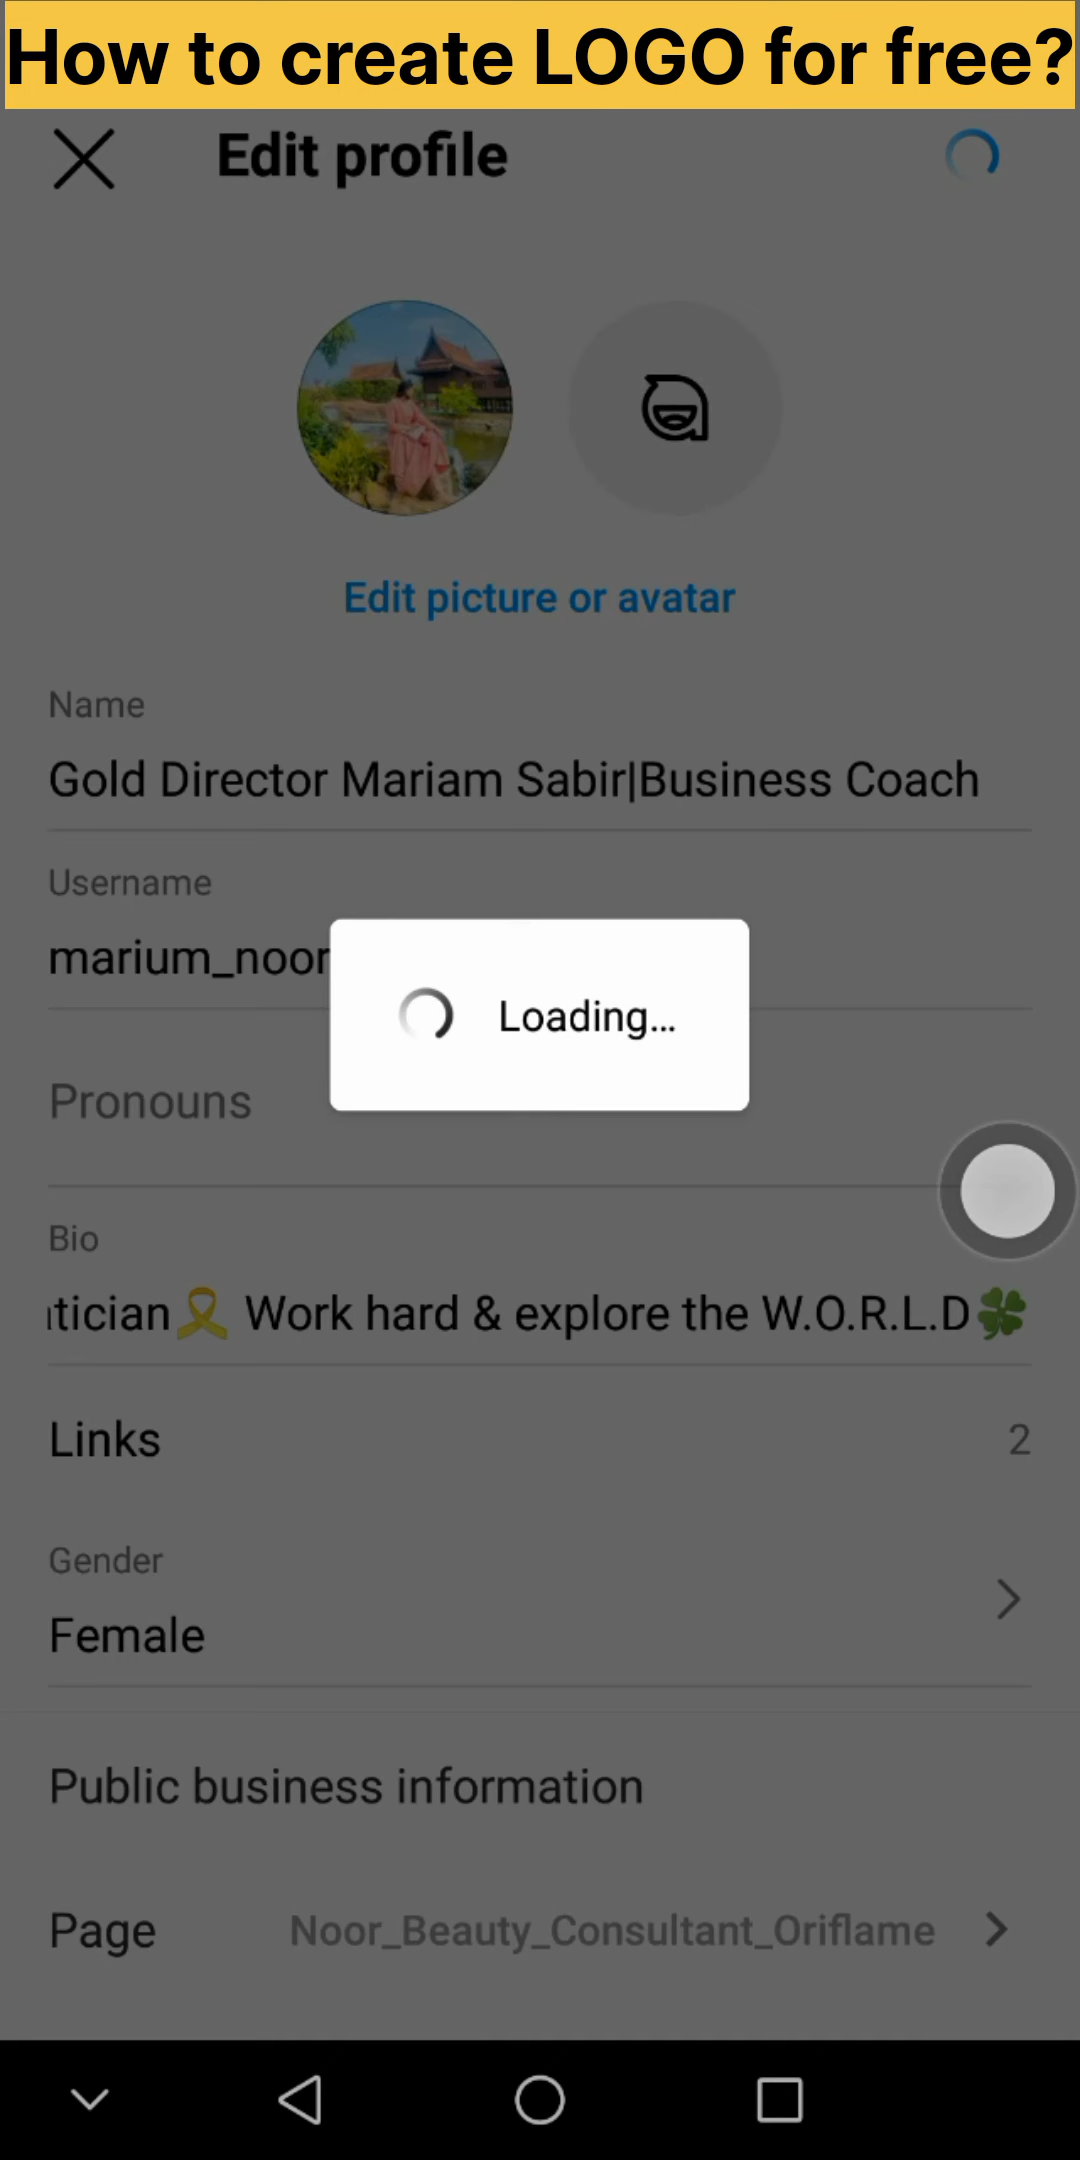 How to create LOGO for free?
Edit profile
Edit picture or avatar
Name
Gold Director Mariam Sabir|Business Coach
Username
marium_noor
Loading...
Pronouns
Bio
tician🎗 Work hard & explore the W.O.R.L.D🍀
Links 2
Gender
Female
Public business information
Page Noor_Beauty_Consultant_Oriflame